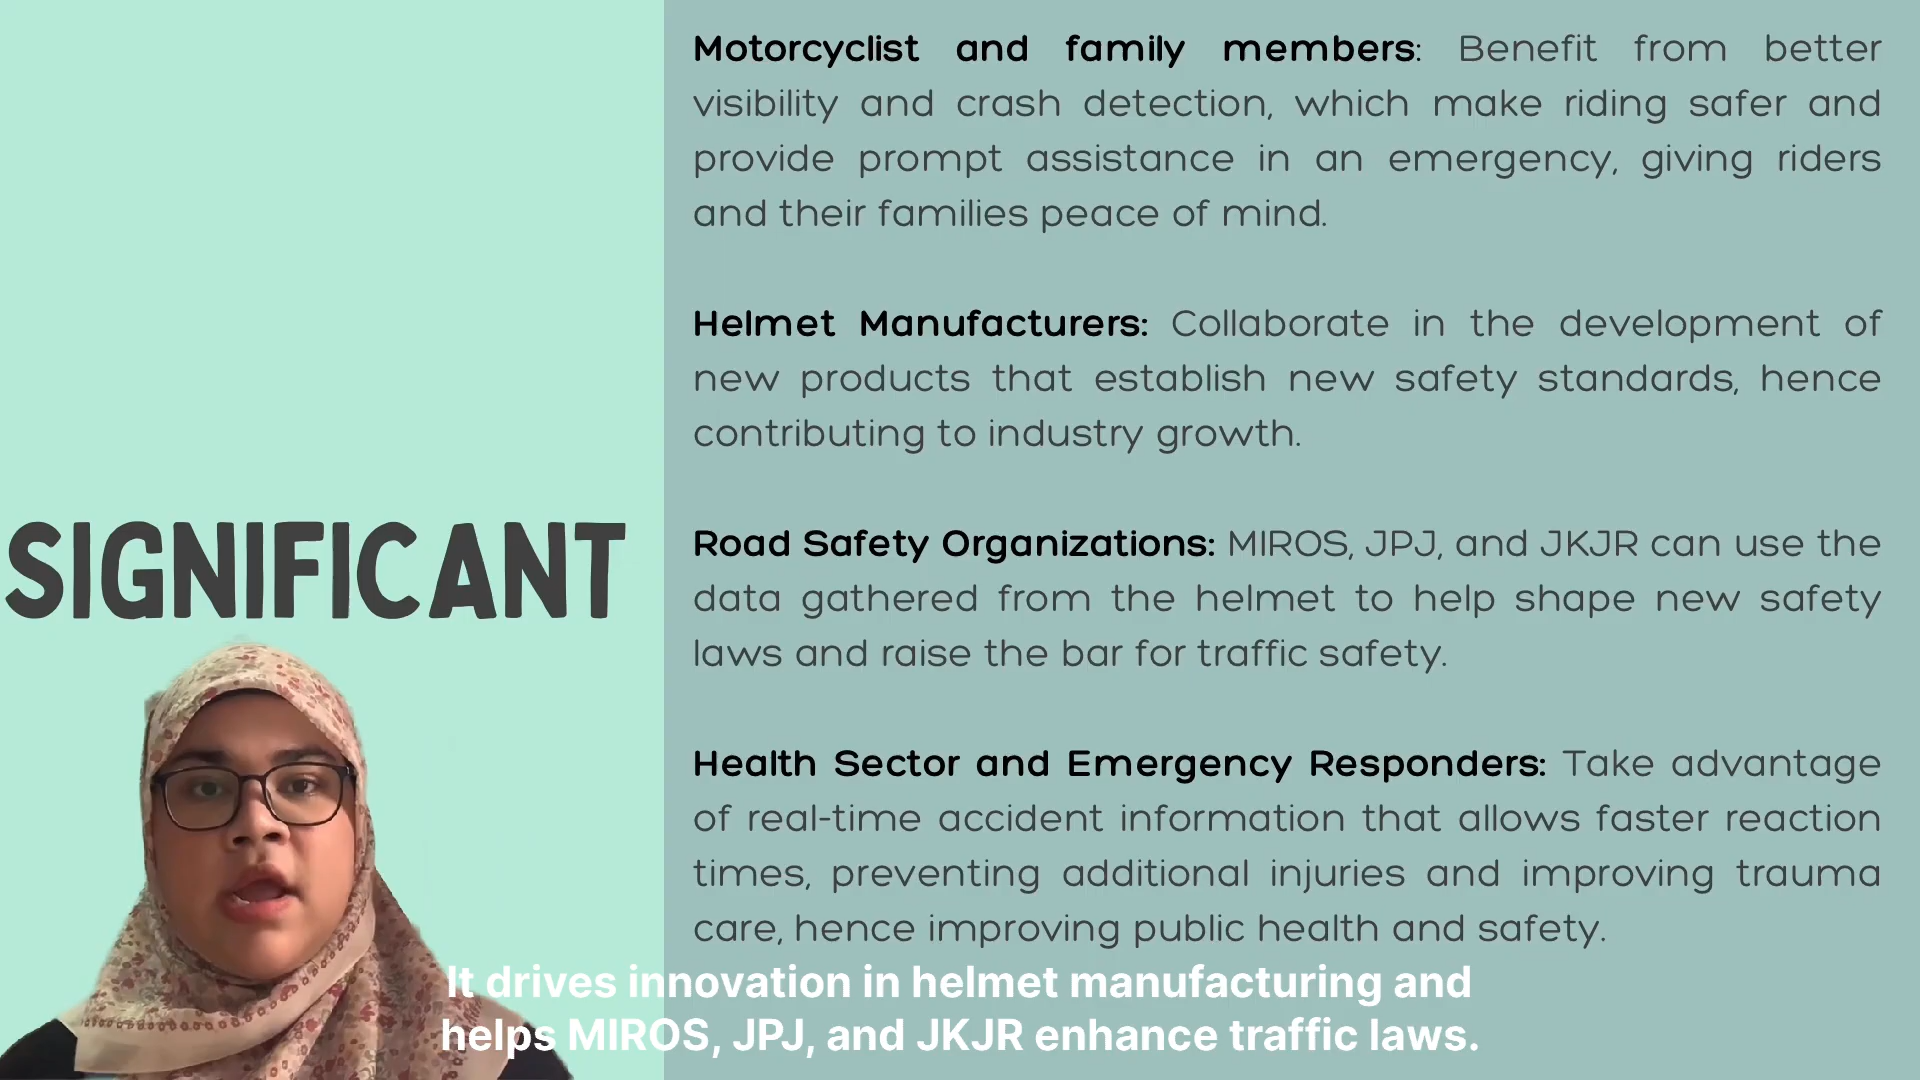 SIGNIFICANT
Motorcyclist and family members: Benefit from better
visibility and crash detection, which make riding safer and
provide prompt assistance in an emergency, giving riders
and their families peace of mind.
Helmet Manufacturers: Collaborate in the development of
new products that establish new safety standards, hence
contributing to industry growth.
Road Safety Organizations: MIROS, JPJ, and JKJR can use the
data gathered from the helmet to help shape new safety
laws and raise the bar for traffic safety.
Health Sector and Emergency Responders: Take advantage
of real-time accident information that allows faster reaction
times, preventing additional injuries and improving trauma
care, hence improving public health and safety.
It drives innovation in helmet manufacturing and
helps MIROS, JPJ, and JKJR enhance traffic laws.